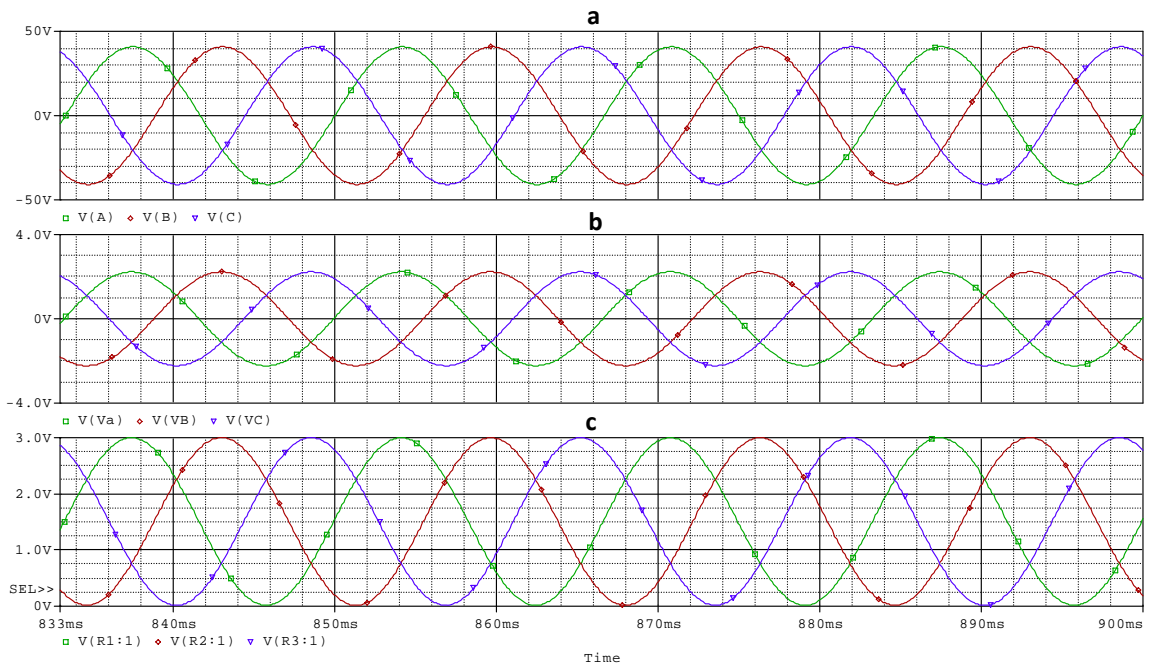 a
50V
0V
-50V
V(A) V(B) V(C)
b
4.0V
0V
-4.0V
V(Va) V(VB) V(VC)
c
3.0V
2.0V
1.0V
SEL>>
0V
833ms 840ms 850ms 860ms 870ms 880ms 890ms 900ms
V(R1:1) V(R2:1) V(R3:1)
Time